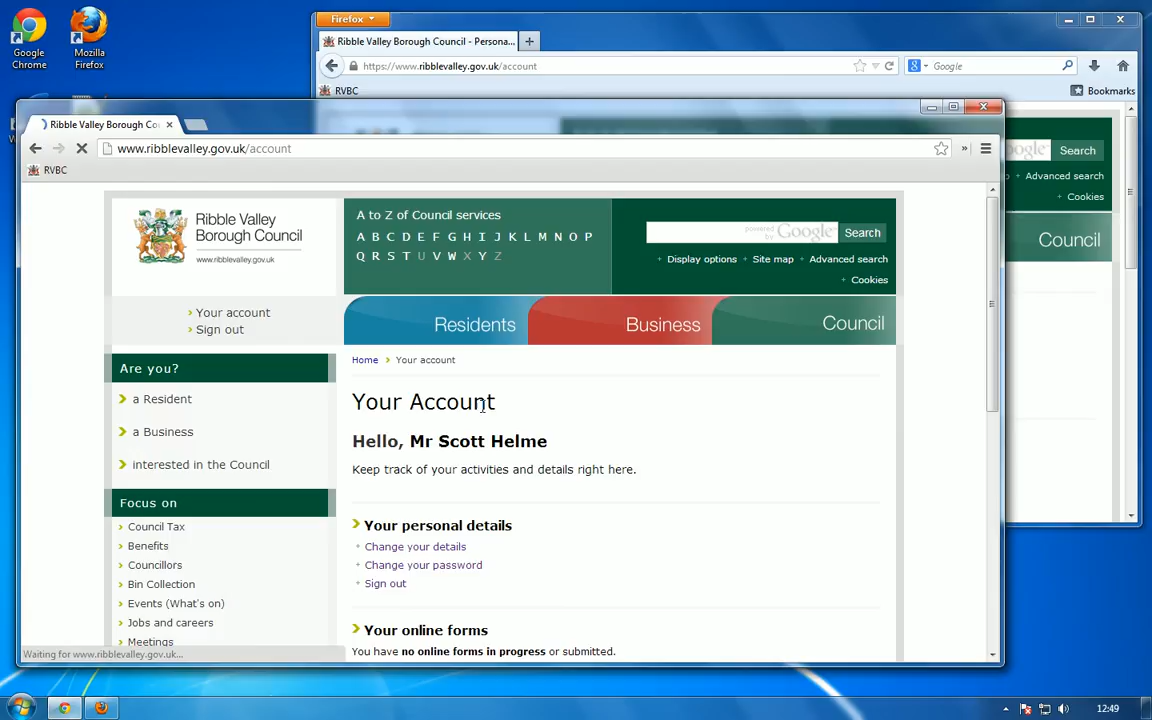 Google
Chrome
Mozilla
Firefox
Firefox
Ribble Valley Borough Council - Persona...
https://www.ribblevalley.gov.uk/account
Google
RVBC
Bookmarks
Search
Advanced search
Cookies
Council
Ribble Valley Borough Co
www.ribblevalley.gov.uk/account
RVBC
Ribble Valley
Borough Council
www.ribblevalley.gov.uk
A to Z of Council services
A B C D E F G H I J K L M N O P
Q R S T U V W X Y Z
powered by Google
Search
Display options
Site map
Advanced search
Cookies
Your account
Sign out
Residents
Business
Council
Home
Your account
Are you?
a Resident
a Business
interested in the Council
Focus on
Council Tax
Benefits
Councillors
Bin Collection
Events (What's on)
Jobs and careers
Meetings
Your Account
Hello, Mr Scott Helme
Keep track of your activities and details right here.
Your personal details
Change your details
Change your password
Sign out
Your online forms
You have no online forms in progress or submitted.
Waiting for www.ribblevalley.gov.uk...
12:49